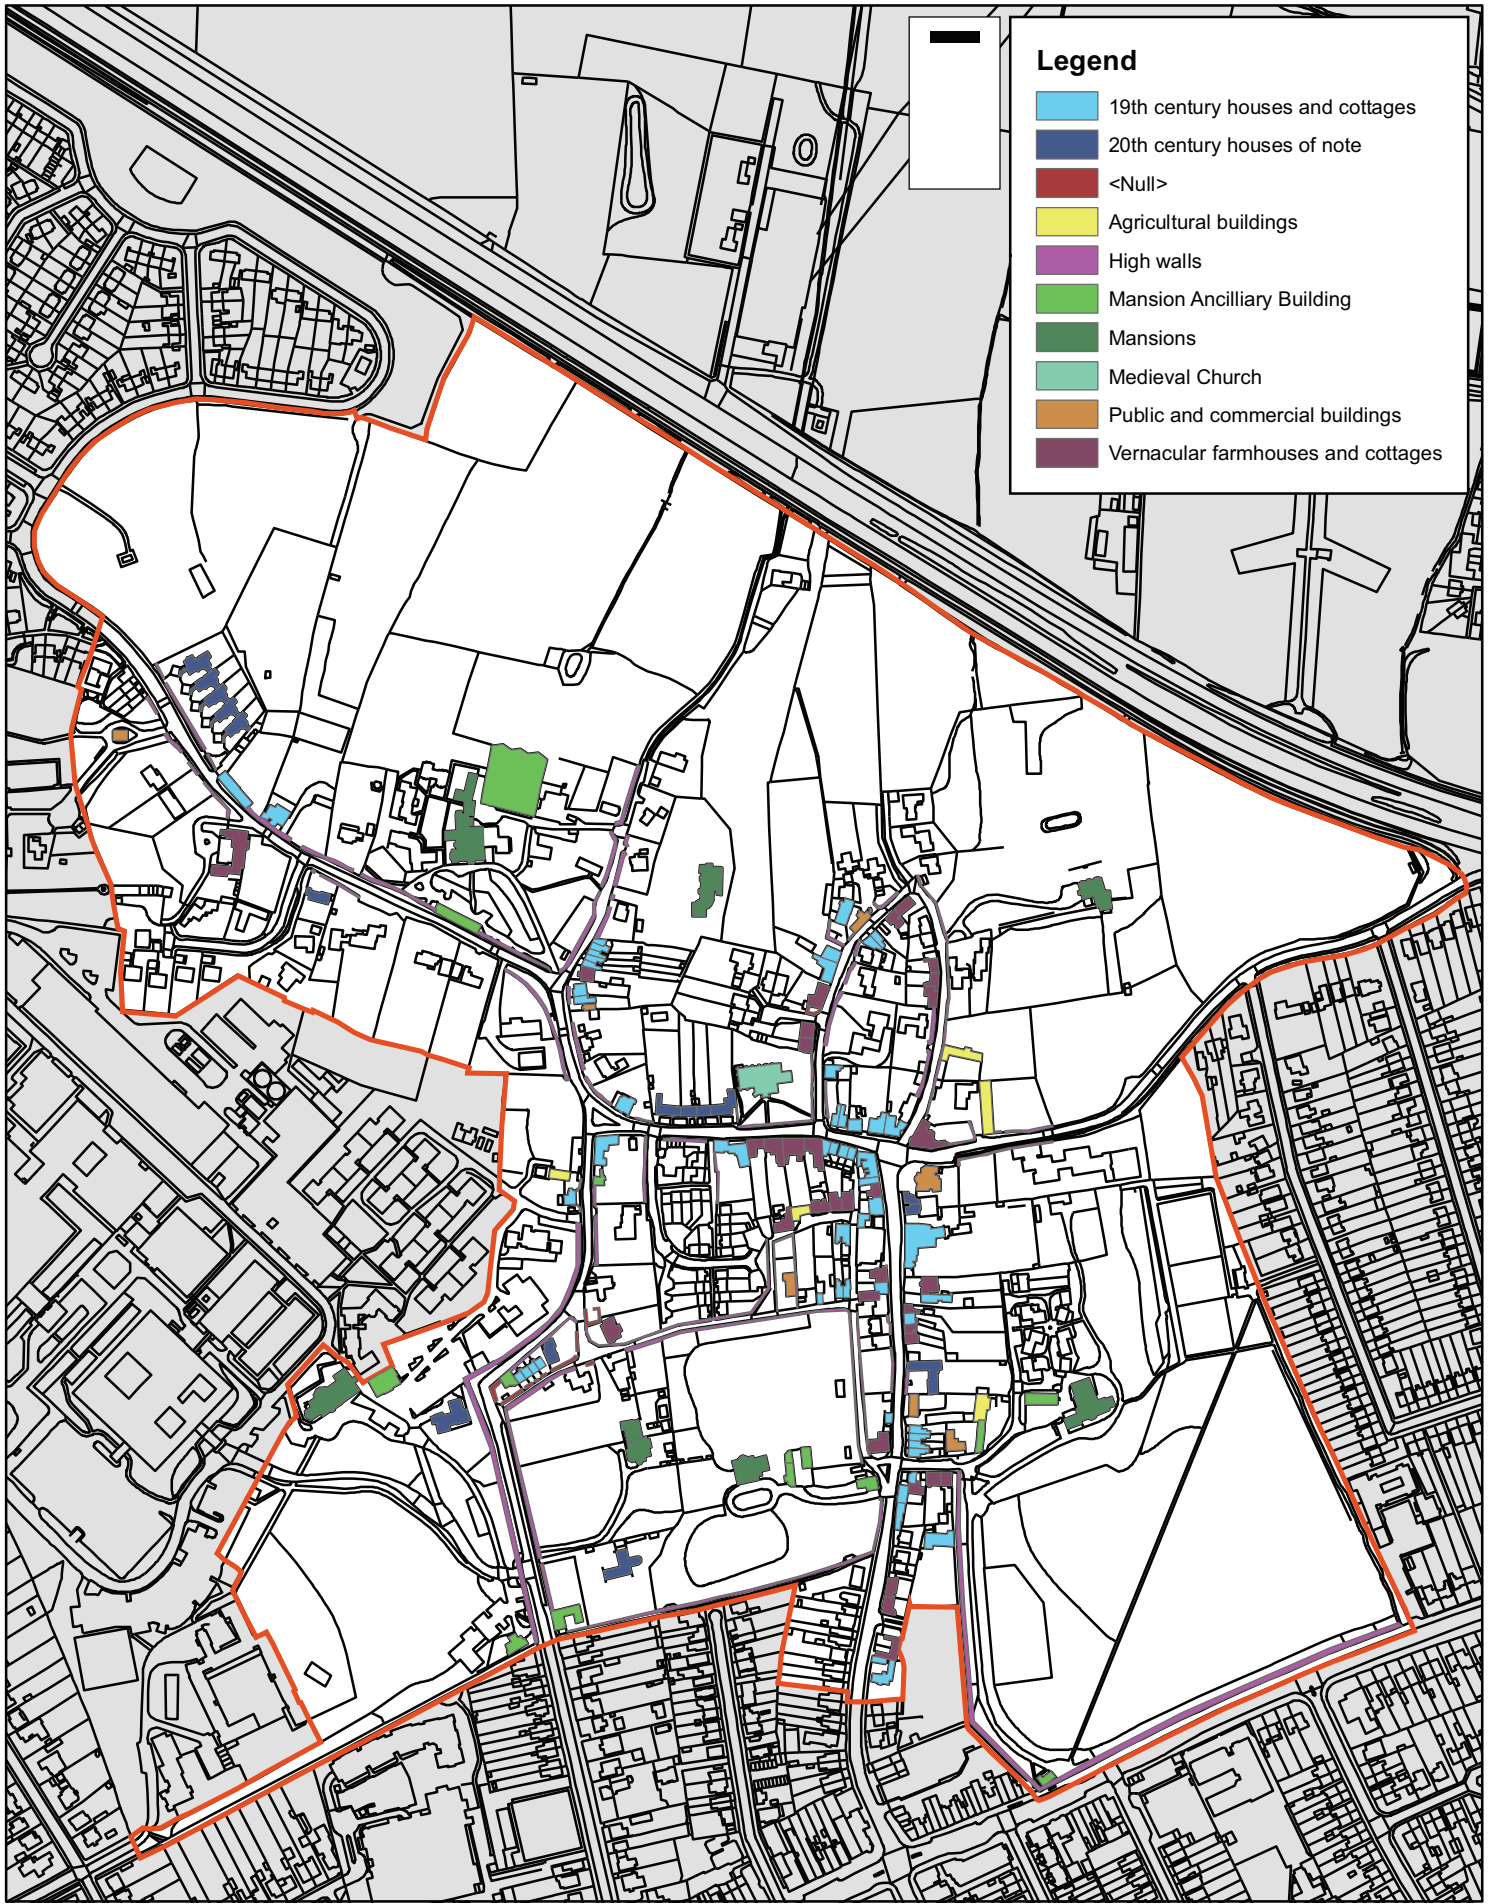 Legend
19th century houses and cottages
20th century houses of note
<Null>
Agricultural buildings
High walls
Mansion Ancilliary Building
Mansions
Medieval Church
Public and commercial buildings
Vernacular farmhouses and cottages